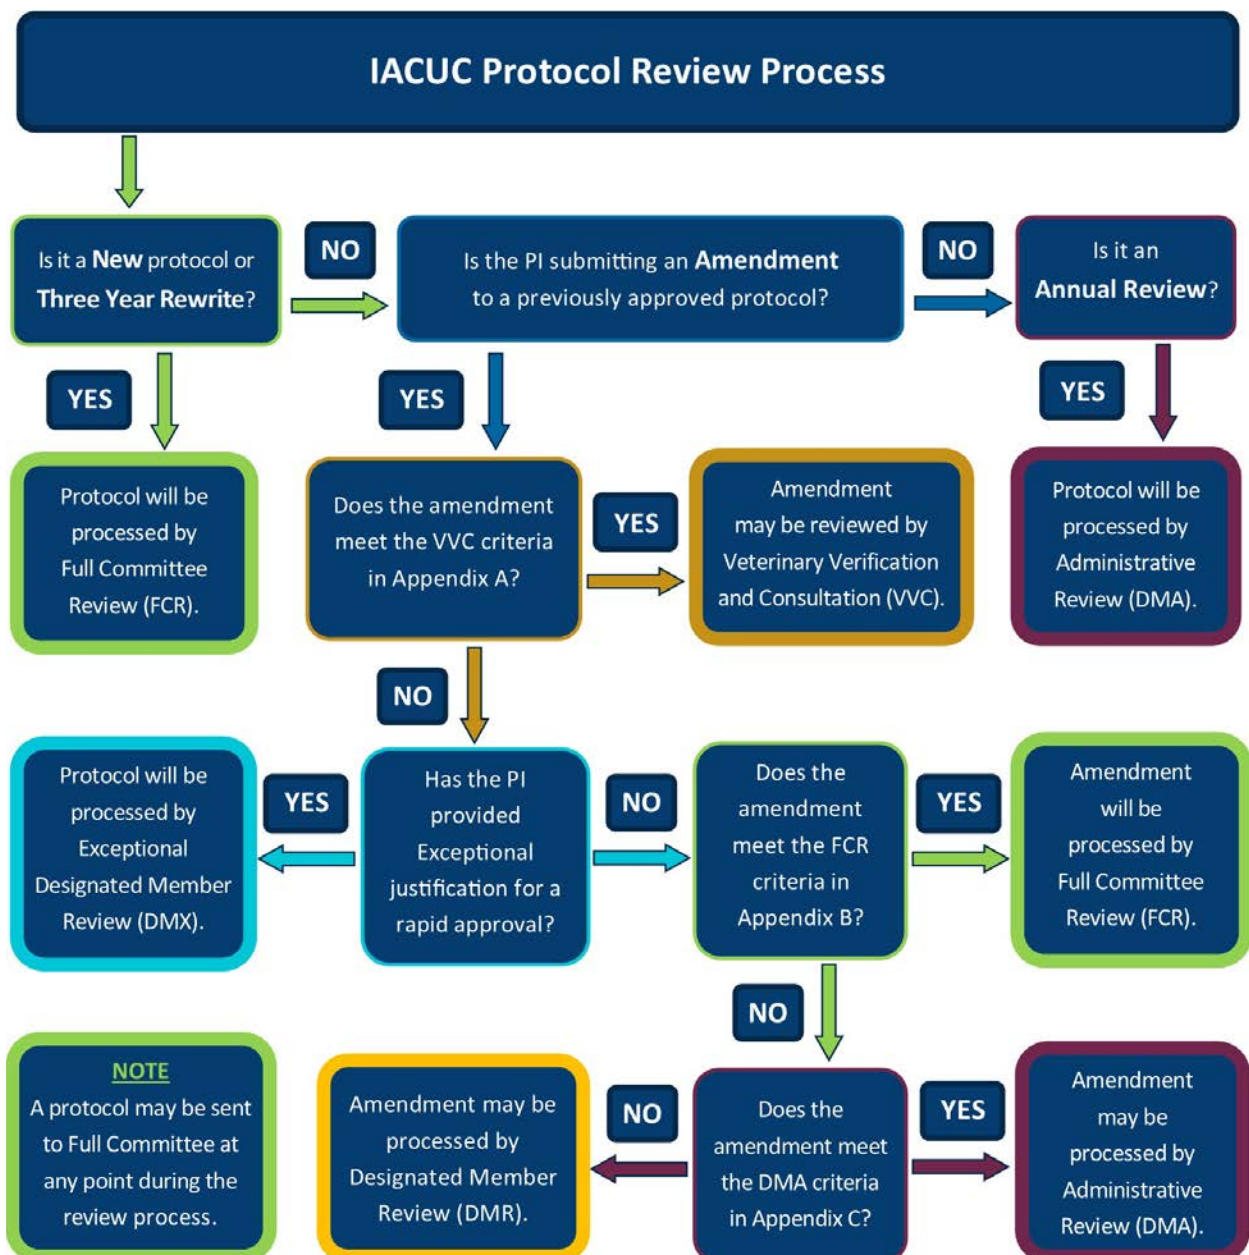 IACUC Protocol Review Process
Is it a New protocol or
Three Year Rewrite?
NO
Is the PI submitting an Amendment
to a previously approved protocol?
NO
Is it an
Annual Review?
YES
YES
YES
Protocol will be
processed by
Full Committee
Review (FCR).
Does the amendment
meet the VVC criteria
in Appendix A?
YES
Amendment
may be reviewed by
Veterinary Verification
and Consultation (VVC).
Protocol will be
processed by
Administrative
Review (DMA).
NO
Protocol will be
processed by
Exceptional
Designated Member
Review (DMX).
YES
Has the PI
provided
Exceptional
justification for a
rapid approval?
NO
Does the
amendment
meet the FCR
criteria in
Appendix B?
YES
Amendment
will be
processed by
Full Committee
Review (FCR).
NO
NOTE
A protocol may be sent
to Full Committee at
any point during the
review process.
Amendment may be
processed by
Designated Member
Review (DMR).
NO
Does the
amendment meet
the DMA criteria
in Appendix C?
YES
Amendment
may be
processed by
Administrative
Review (DMA).